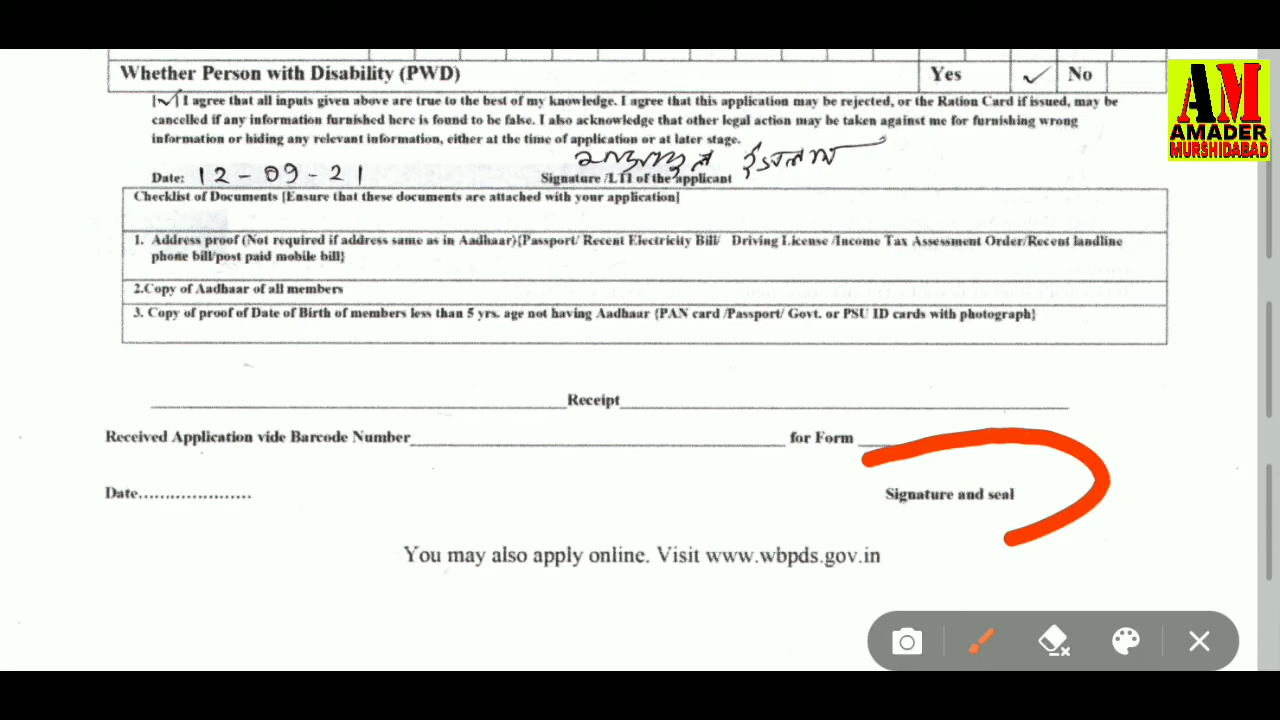 Whether Person with Disability (PWD) Yes No
I agree that all inputs given above are true to the best of my knowledge. I agree that this application may be rejected, or the Ration Card if issued, may be
cancelled if any information furnished here is found to be false. I also acknowledge that other legal action may be taken against me for furnishing wrong
information or hiding any relevant information, either at the time of application or at later stage.
Date: 12-09-21 Signature /LTI of the applicant
Checklist of Documents [Ensure that these documents are attached with your application]
1. Address proof (Not required if address same as in Aadhaar){Passport/ Recent Electricity Bill/ Driving License /Income Tax Assessment Order/Recent landline
phone bill/post paid mobile bill}
2.Copy of Aadhaar of all members
3. Copy of proof of Date of Birth of members less than 5 yrs. age not having Aadhaar {PAN card /Passport/ Govt. or PSU ID cards with photograph}
Receipt
Received Application vide Barcode Number for Form
Date.....................  Signature and seal
You may also apply online. Visit www.wbpds.gov.in
AM
AMADER
MURSHIDABAD